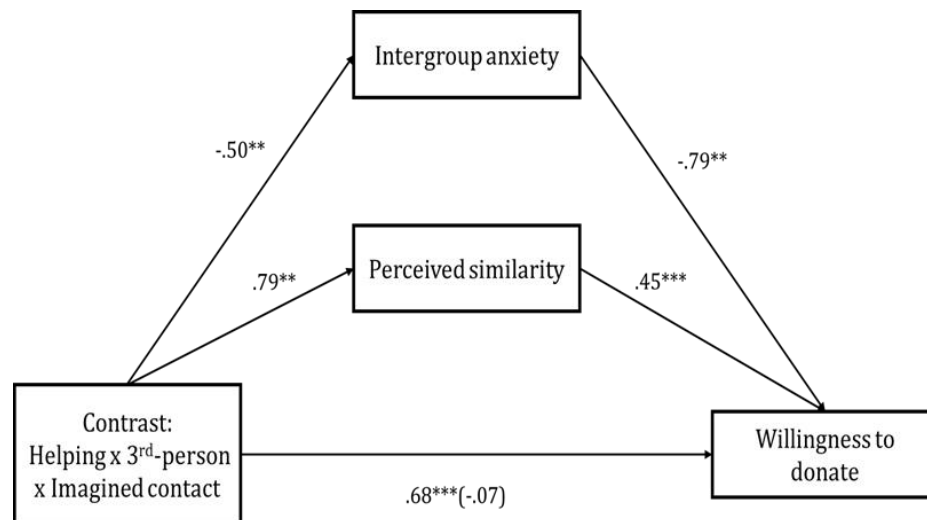 Intergroup anxiety
-.50**
-.79**
Perceived similarity
.79**
.45***
Contrast:
Helping x 3rd-person
x Imagined contact
Willingness to
donate
.68***(-.07)